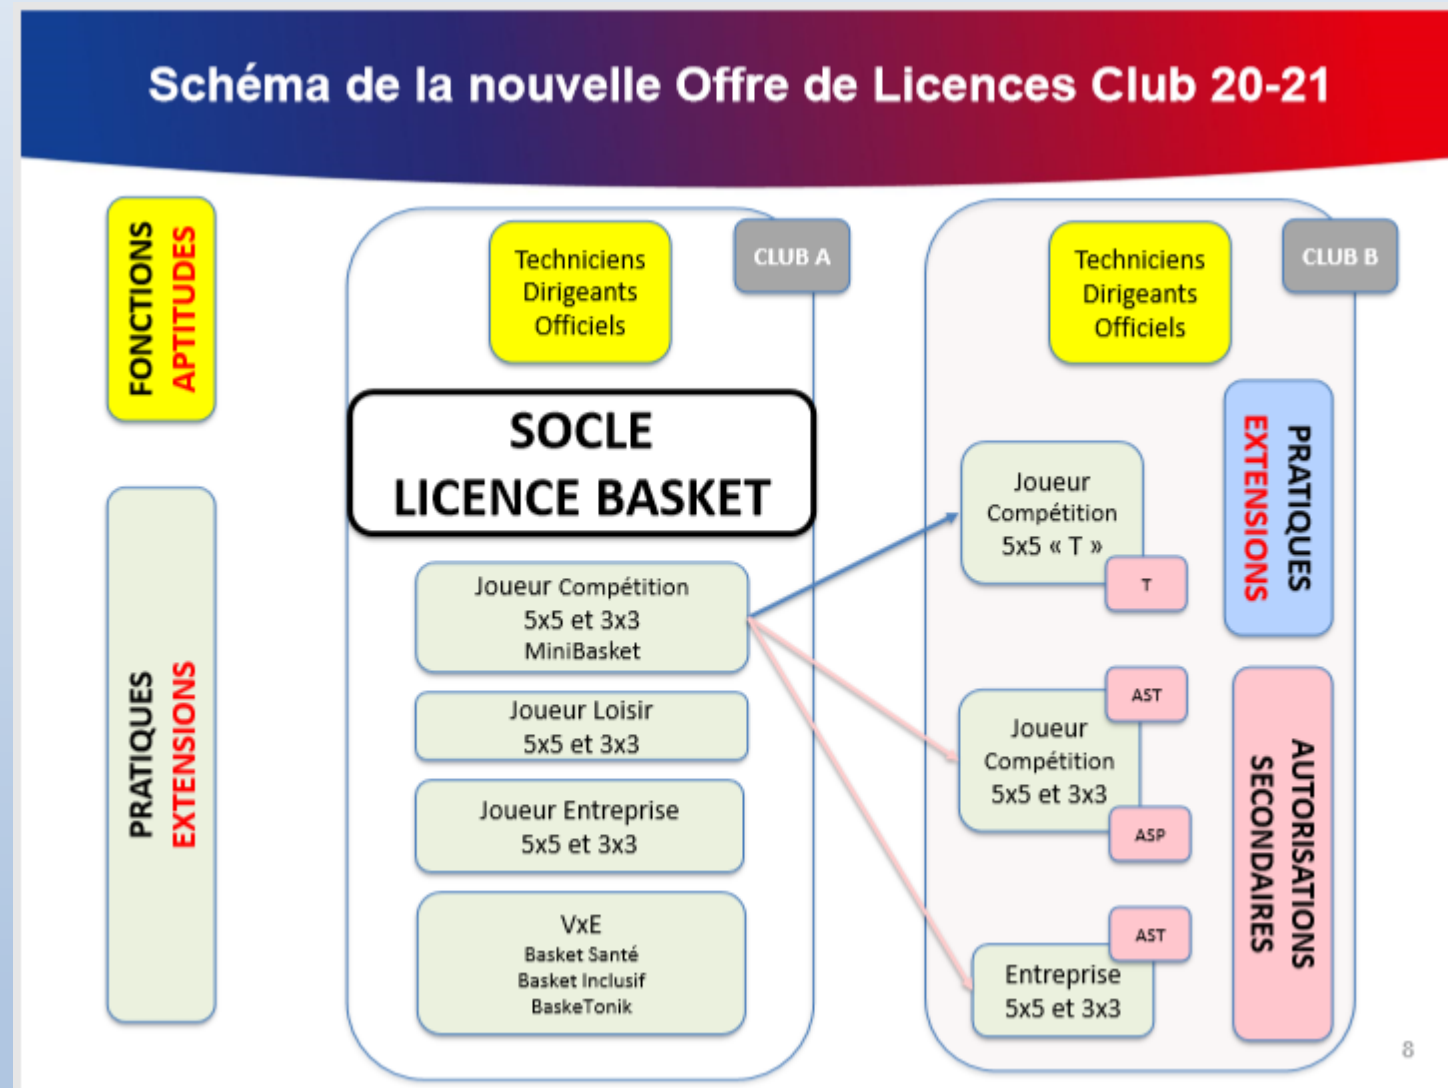 Schéma de la nouvelle Offre de Licences Club 20-21
FONCTIONS
APTITUDES
PRATIQUES
EXTENSIONS
CLUB A
Techniciens
Dirigeants
Officiels
SOCLE
LICENCE BASKET
Joueur Compétition
5x5 et 3x3
MiniBasket
Joueur Loisir
5x5 et 3x3
Joueur Entreprise
5x5 et 3x3
VxE
Basket Santé
Basket Inclusif
BaskeTonik
CLUB B
Techniciens
Dirigeants
Officiels
Joueur
Compétition
5x5 « T »
T
PRATIQUES
EXTENSIONS
AST
Joueur
Compétition
5x5 et 3x3
ASP
AST
Entreprise
5x5 et 3x3
AUTORISATIONS
SECONDAIRES
8